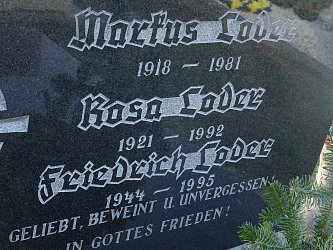 Markus Loder
1918 – 1981
Rosa Loder
1921 – 1992
Friedrich Loder
1944 – 1995
GELIEBT, BEWEINT U. UNVERGESSEN.
IN GOTTES FRIEDEN!